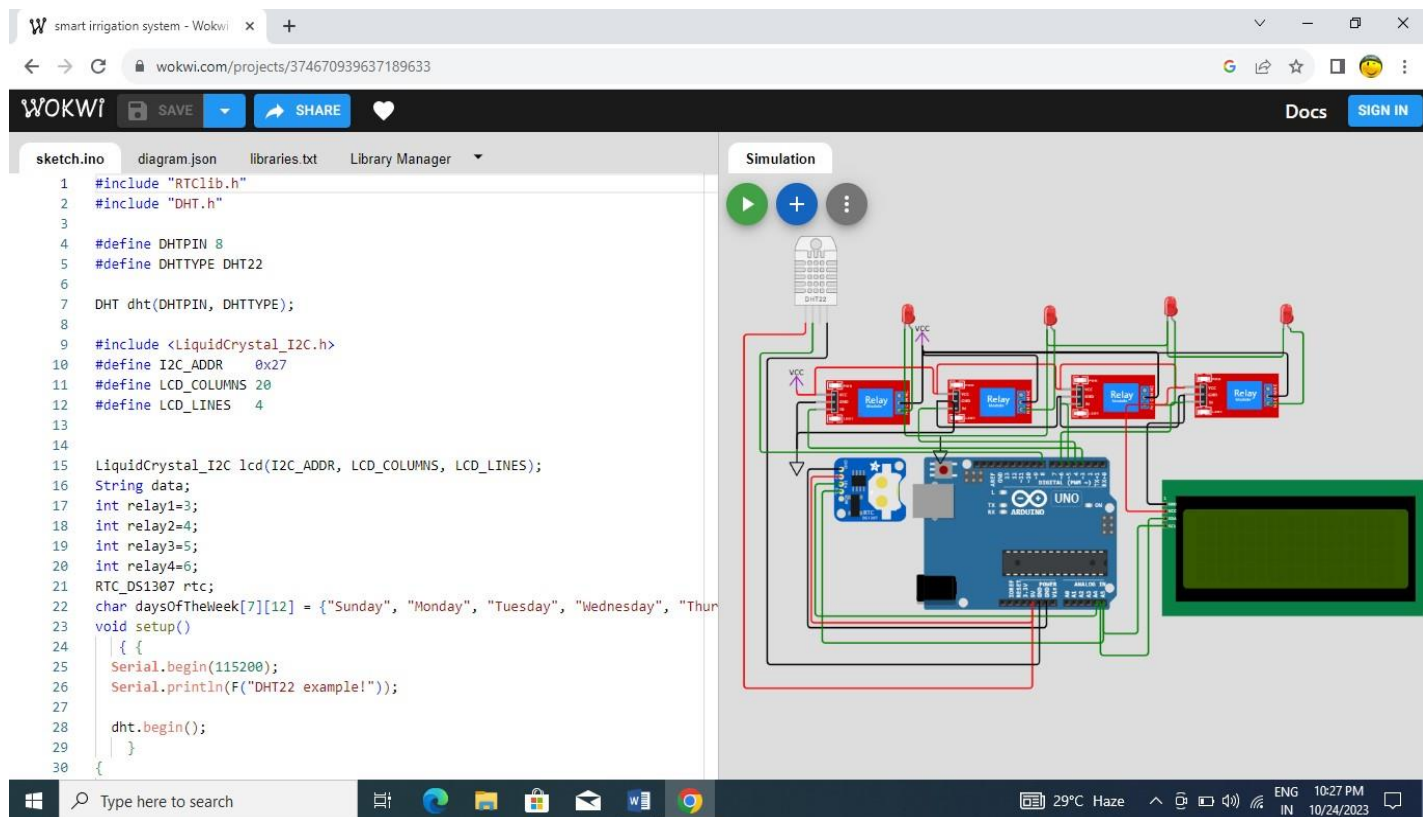 smart irrigation system - Wokwi
wokwi.com/projects/374670939637189633
WOKWi SAVE SHARE Docs SIGN IN
sketch.ino diagram.json libraries.txt Library Manager
Simulation
1 #include "RTClib.h"
2 #include "DHT.h"
3
4 #define DHTPIN 8
5 #define DHTTYPE DHT22
6
7 DHT dht(DHTPIN, DHTTYPE);
8
9 #include <LiquidCrystal_I2C.h>
10 #define I2C_ADDR 0x27
11 #define LCD_COLUMNS 20
12 #define LCD_LINES 4
13
14
15 LiquidCrystal_I2C lcd(I2C_ADDR, LCD_COLUMNS, LCD_LINES);
16 String data;
17 int relay1=3;
18 int relay2=4;
19 int relay3=5;
20 int relay4=6;
21 RTC_DS1307 rtc;
22 char daysOfTheWeek[7][12] = {"Sunday", "Monday", "Tuesday", "Wednesday", "Thur
23 void setup()
24 { {
25 Serial.begin(115200);
26 Serial.println(F("DHT22 example!"));
27
28 dht.begin();
29 }
30 {
DHT22
VCC
VCC
Relay
Relay
Relay
Relay
DIGITAL (PWM ~)
UNO
ARDUINO
L
TX
RX
ON
POWER
ANALOG IN
Type here to search
29°C Haze
ENG
IN
10:27 PM
10/24/2023